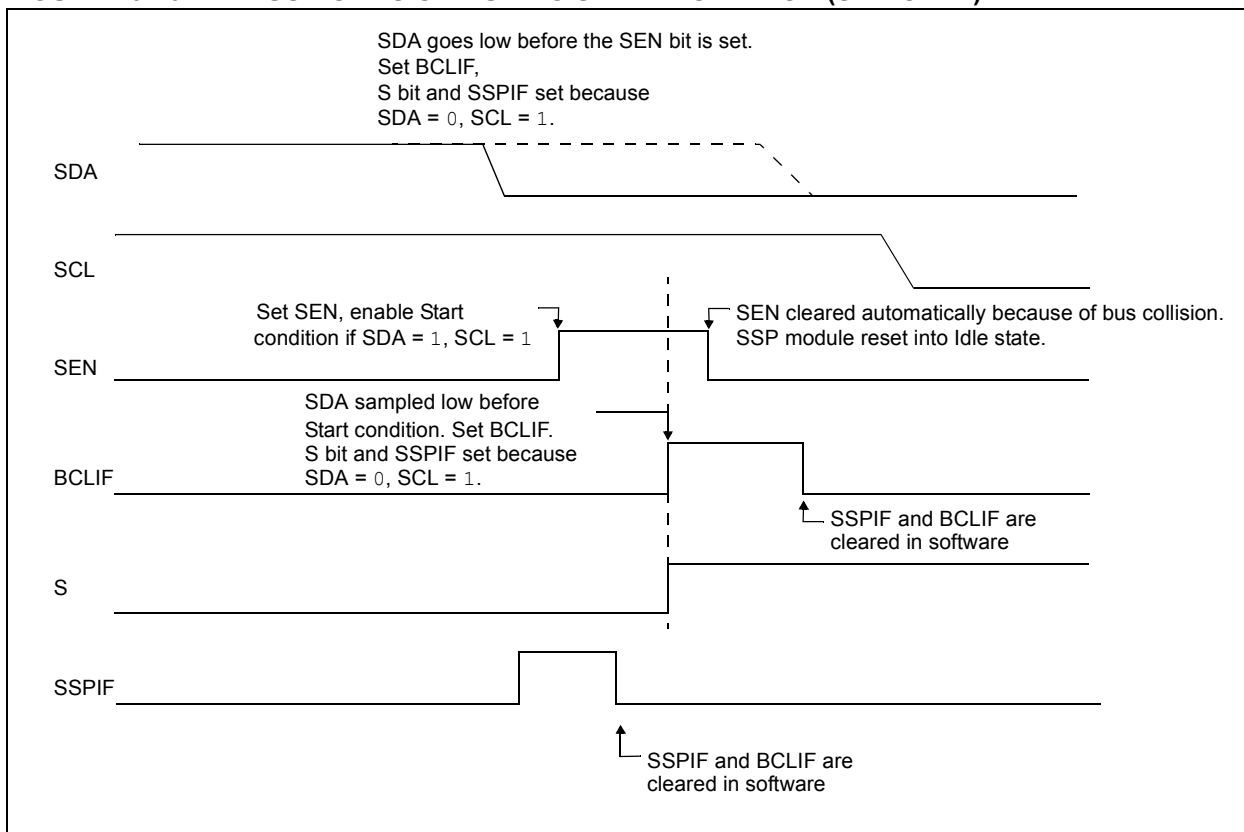 SDA goes low before the SEN bit is set.
Set BCLIF,
S bit and SSPIF set because
SDA = 0, SCL = 1.
SDA
SCL
Set SEN, enable Start
condition if SDA = 1, SCL = 1
SEN cleared automatically because of bus collision.
SSP module reset into Idle state.
SEN
SDA sampled low before
Start condition. Set BCLIF.
S bit and SSPIF set because
SDA = 0, SCL = 1.
BCLIF
SSPIF and BCLIF are
cleared in software
S
SSPIF
SSPIF and BCLIF are
cleared in software